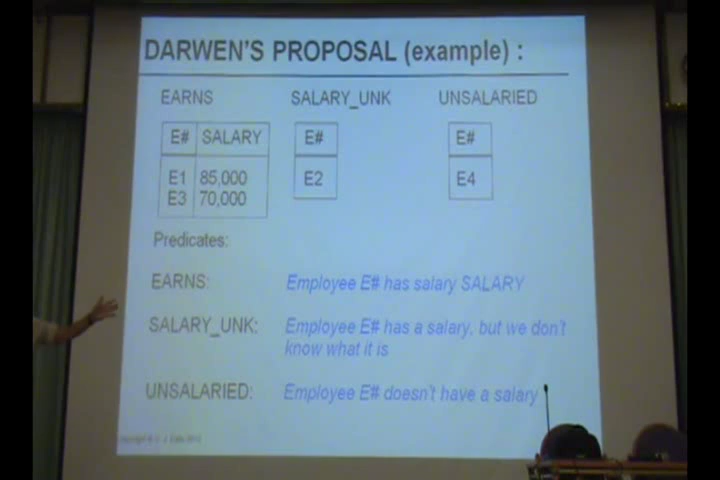 DARWEN'S PROPOSAL (example) :
EARNS SALARY_UNK UNSALARIED
E# SALARY E# E#
E1 85,000 E2 E4
E3 70,000
Predicates:
EARNS: Employee E# has salary SALARY
SALARY_UNK: Employee E# has a salary, but we don't
know what it is
UNSALARIED: Employee E# doesn't have a salary